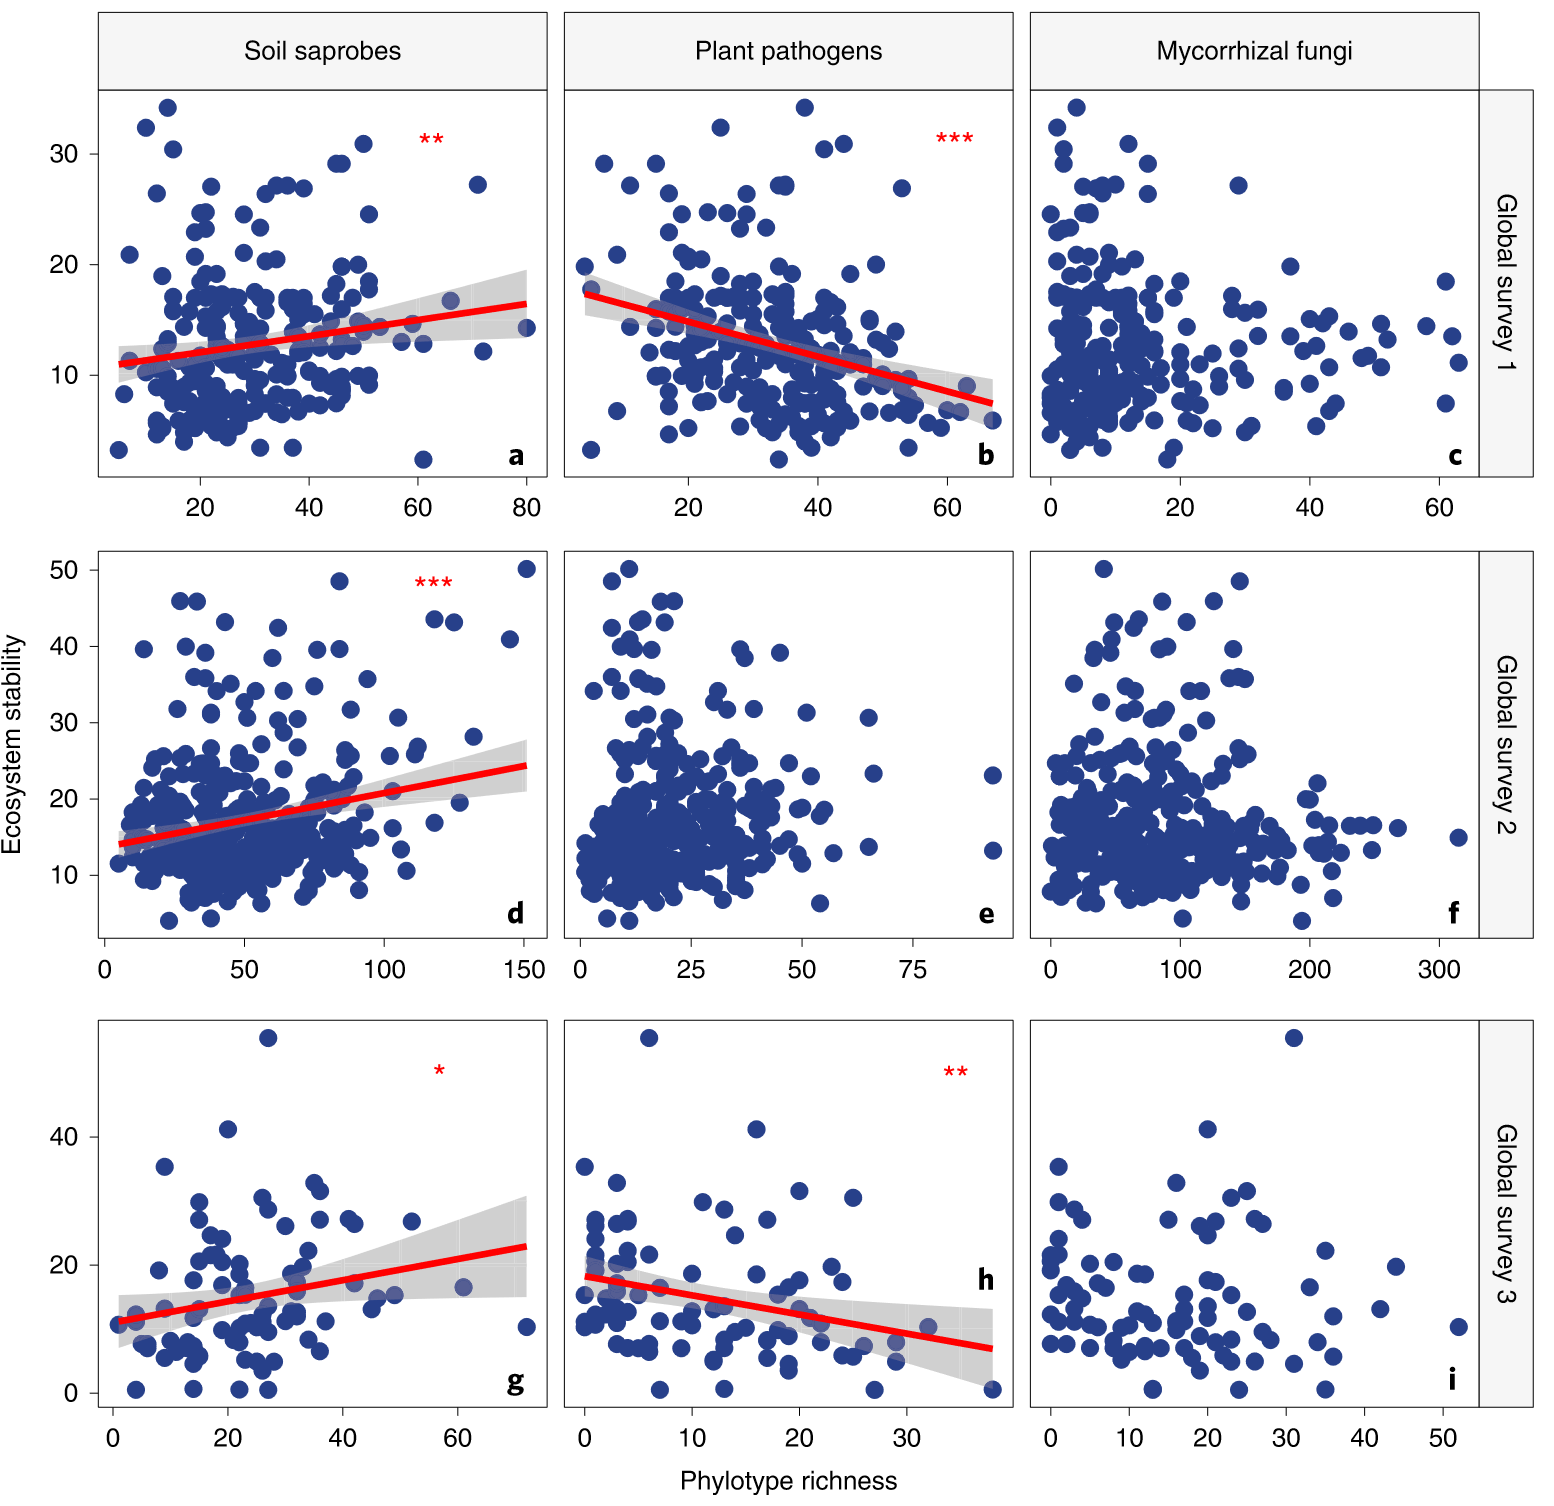 Soil saprobes
Plant pathogens
Mycorrhizal fungi
30
20
10
**
***
a
b
c
Global survey 1
20 40 60 80
20 40 60
0 20 40 60
Ecosystem stability
50
40
30
20
10
***
d
e
f
Global survey 2
0 50 100 150
0 25 50 75
0 100 200 300
40
20
0
*
**
g
h
i
Global survey 3
0 20 40 60
0 10 20 30
0 10 20 30 40 50
Phylotype richness